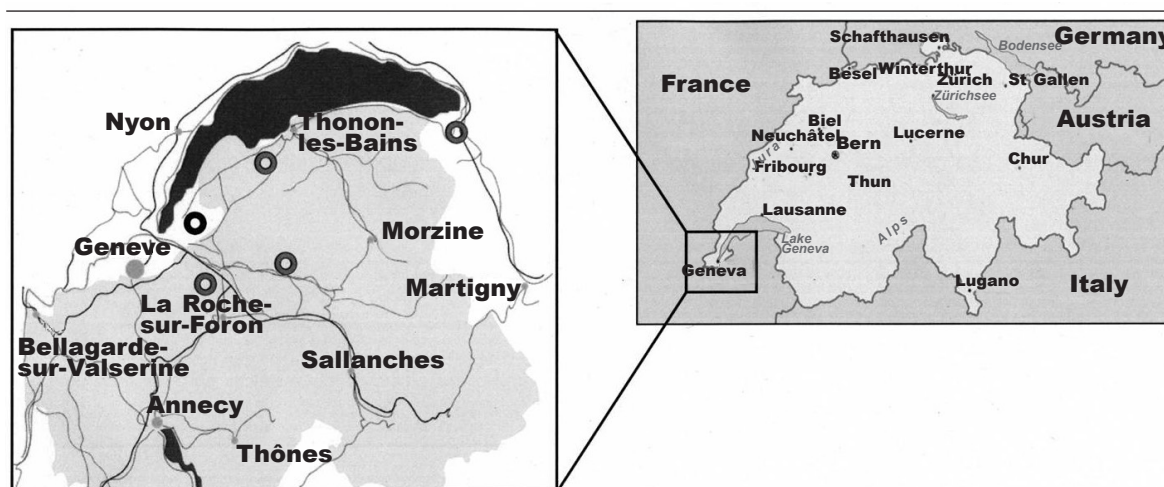 Nyon
Thonon-
les-Bains
Geneve
Morzine
Martigny
La Roche-
sur-Foron
Bellagarde-
sur-Valserine
Sallanches
Annecy
Thônes
Schafthausen
Bodensee
Germany
France
Besel
Winterthur
Zürich
St Gallen
Zürichsee
Austria
Biel
Neuchâtel
Bern
Lucerne
Jura
Fribourg
Thun
Chur
Lausanne
Alps
Lake
Geneva
Geneva
Lugano
Italy